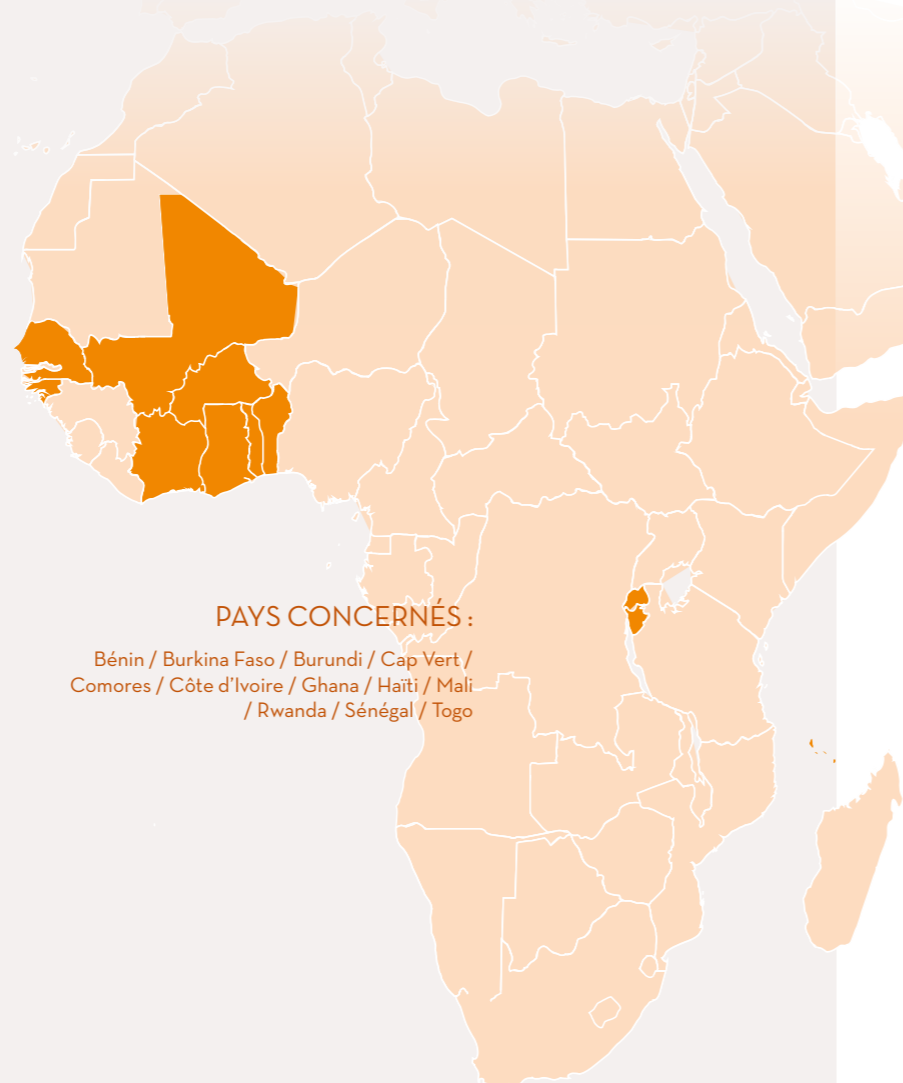 PAYS CONCERNÉS :
Bénin / Burkina Faso / Burundi / Cap Vert /
Comores / Côte d'Ivoire / Ghana / Haïti / Mali
/ Rwanda / Sénégal / Togo